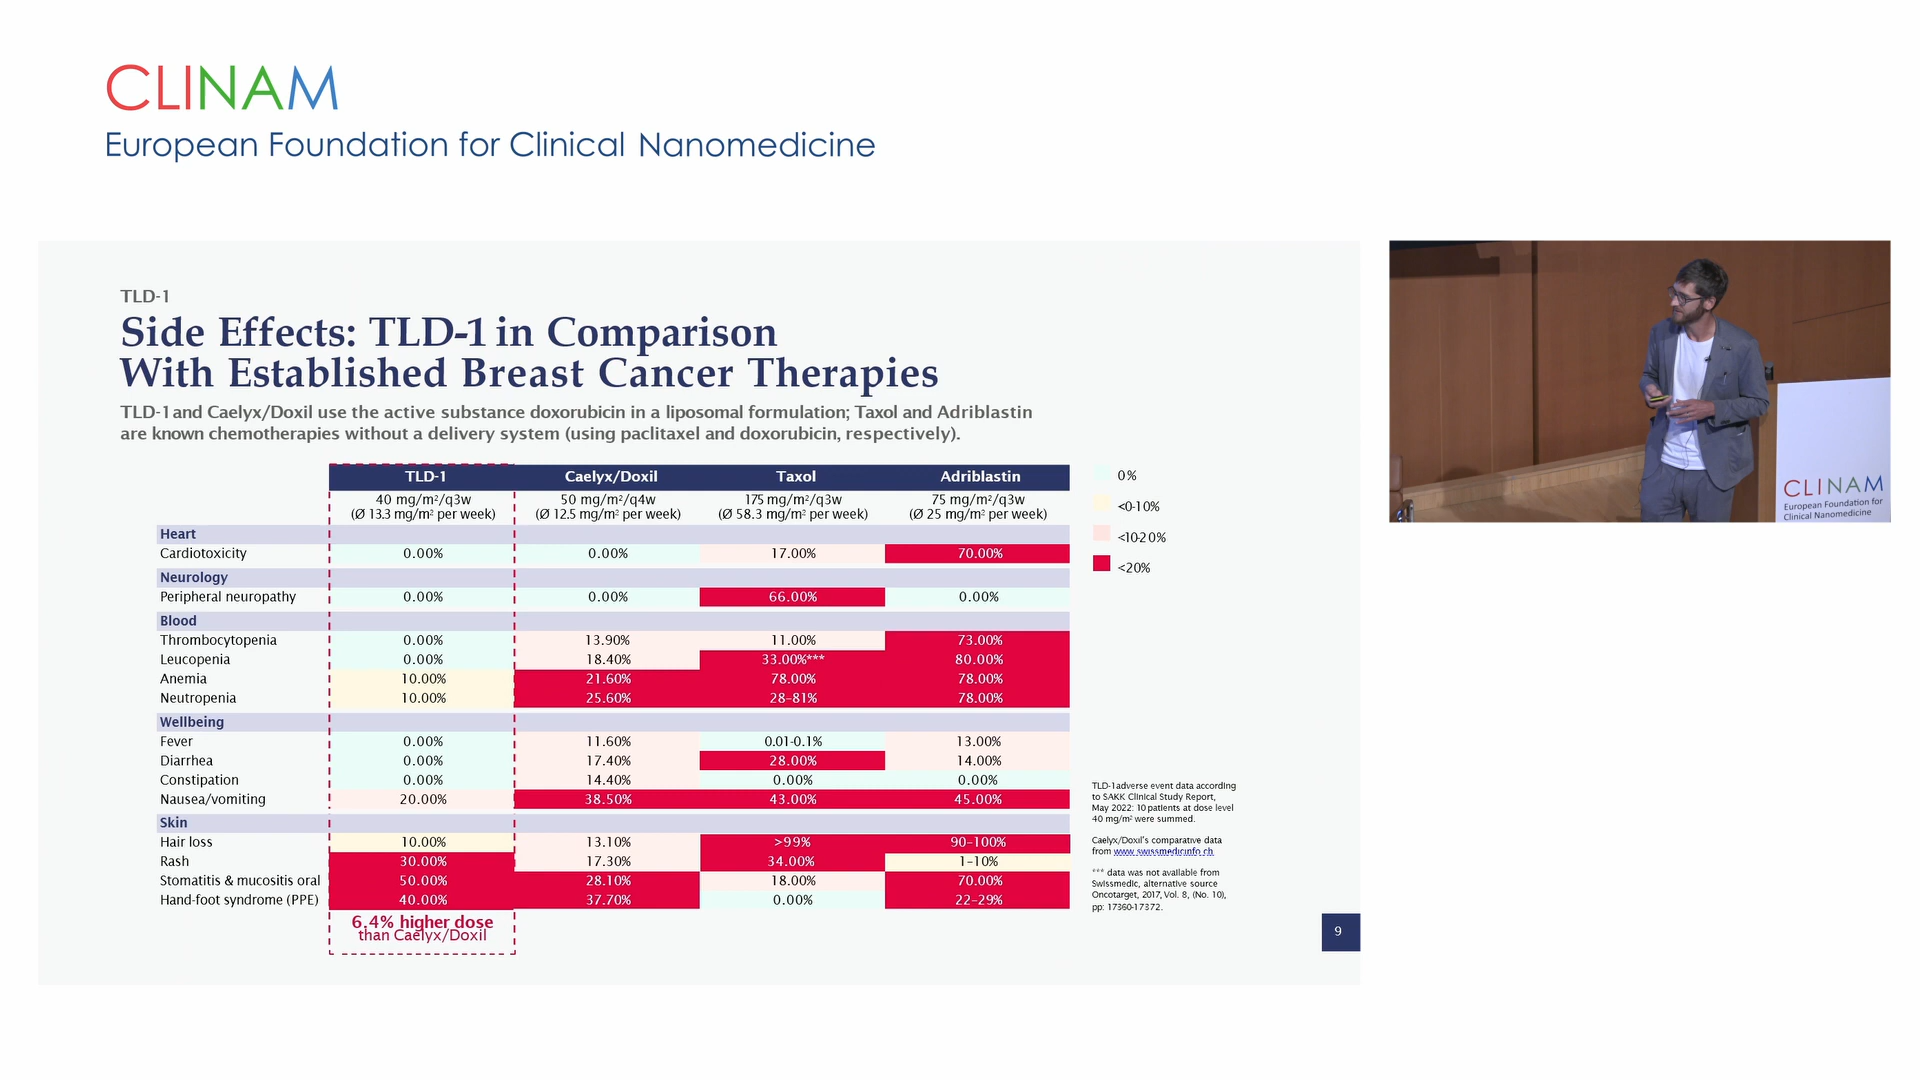 CLINAM
European Foundation for Clinical Nanomedicine
TLD-1
Side Effects: TLD-1 in Comparison
With Established Breast Cancer Therapies
TLD-1 and Caelyx/Doxil use the active substance doxorubicin in a liposomal formulation; Taxol and Adriblastin
are known chemotherapies without a delivery system (using paclitaxel and doxorubicin, respectively).
TLD-1 Caelyx/Doxil Taxol Adriblastin
40 mg/m²/q3w 50 mg/m²/q4w 175 mg/m²/q3w 75 mg/m²/q3w
(Ø 13.3 mg/m² per week) (Ø 12.5 mg/m² per week) (Ø 58.3 mg/m² per week) (Ø 25 mg/m² per week)
Heart
Cardiotoxicity 0.00% 0.00% 17.00% 70.00%
Neurology
Peripheral neuropathy 0.00% 0.00% 66.00% 0.00%
Blood
Thrombocytopenia 0.00% 13.90% 11.00% 73.00%
Leucopenia 0.00% 18.40% 33.00%*** 80.00%
Anemia 10.00% 21.60% 78.00% 78.00%
Neutropenia 10.00% 25.60% 28–81% 78.00%
Wellbeing
Fever 0.00% 11.60% 0.01-0.1% 13.00%
Diarrhea 0.00% 17.40% 28.00% 14.00%
Constipation 0.00% 14.40% 0.00% 0.00%
Nausea/vomiting 20.00% 38.50% 43.00% 45.00%
Skin
Hair loss 10.00% 13.10% >99% 90–100%
Rash 30.00% 17.30% 34.00% 1–10%
Stomatitis & mucositis oral 50.00% 28.10% 18.00% 70.00%
Hand-foot syndrome (PPE) 40.00% 37.70% 0.00% 22–29%
6.4% higher dose
than Caelyx/Doxil
0%
<0-10%
<10-20%
<20%
TLD-1 adverse event data according
to SAKK Clinical Study Report,
May 2022: 10 patients at dose level
40 mg/m² were summed.
Caelyx/Doxil's comparative data
from www.swissmedicinfo.ch
*** data was not available from
Swissmedic, alternative source
Oncotarget, 2017, Vol. 8, (No. 10),
pp: 17360-17372.
9
CLINAM
European Foundation for
Clinical Nanomedicine